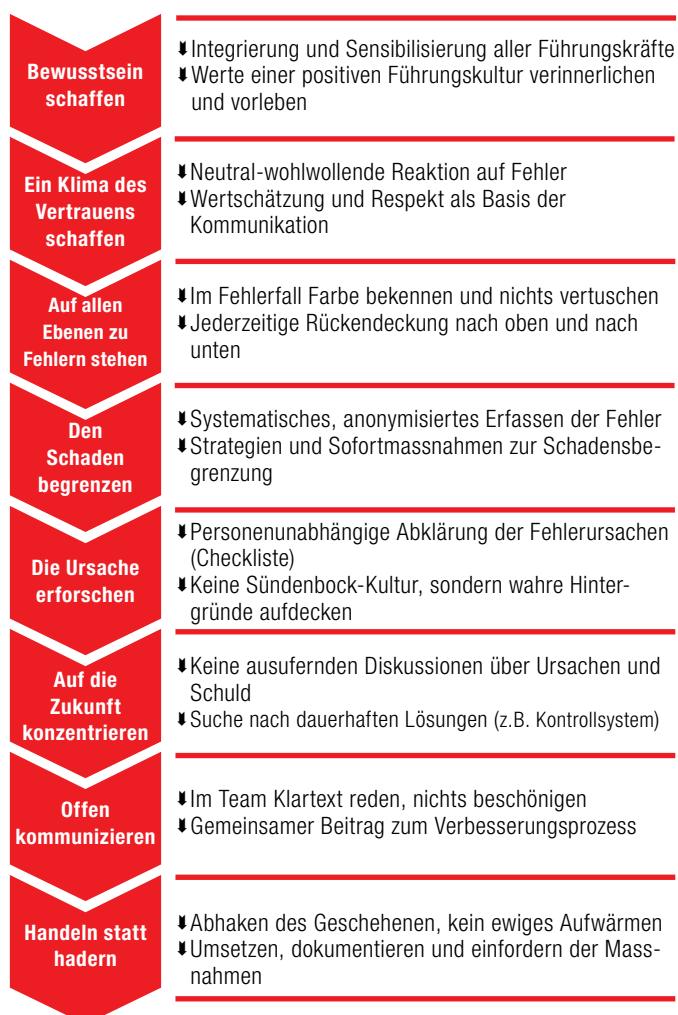 Bewusstsein
schaffen
⬇Integrierung und Sensibilisierung aller Führungskräfte
⬇Werte einer positiven Führungskultur verinnerlichen
und vorleben
Ein Klima des
Vertrauens
schaffen
⬇Neutral-wohlwollende Reaktion auf Fehler
⬇Wertschätzung und Respekt als Basis der
Kommunikation
Auf allen
Ebenen zu
Fehlern stehen
⬇Im Fehlerfall Farbe bekennen und nichts vertuschen
⬇Jederzeitige Rückendeckung nach oben und nach
unten
Den
Schaden
begrenzen
⬇Systematisches, anonymisiertes Erfassen der Fehler
⬇Strategien und Sofortmassnahmen zur Schadensbe-
grenzung
Die Ursache
erforschen
⬇Personenunabhängige Abklärung der Fehlerursachen
(Checkliste)
⬇Keine Sündenbock-Kultur, sondern wahre Hinter-
gründe aufdecken
Auf die
Zukunft
konzentrieren
⬇Keine ausufernden Diskussionen über Ursachen und
Schuld
⬇Suche nach dauerhaften Lösungen (z.B. Kontrollsystem)
Offen
kommunizieren
⬇Im Team Klartext reden, nichts beschönigen
⬇Gemeinsamer Beitrag zum Verbesserungsprozess
Handeln statt
hadern
⬇Abhaken des Geschehenen, kein ewiges Aufwärmen
⬇Umsetzen, dokumentieren und einfordern der Mass-
nahmen